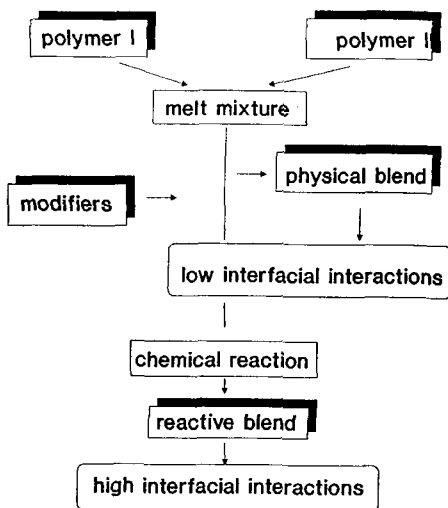 polymer I
polymer I
melt mixture
physical blend
modifiers
low interfacial interactions
chemical reaction
reactive blend
high interfacial interactions